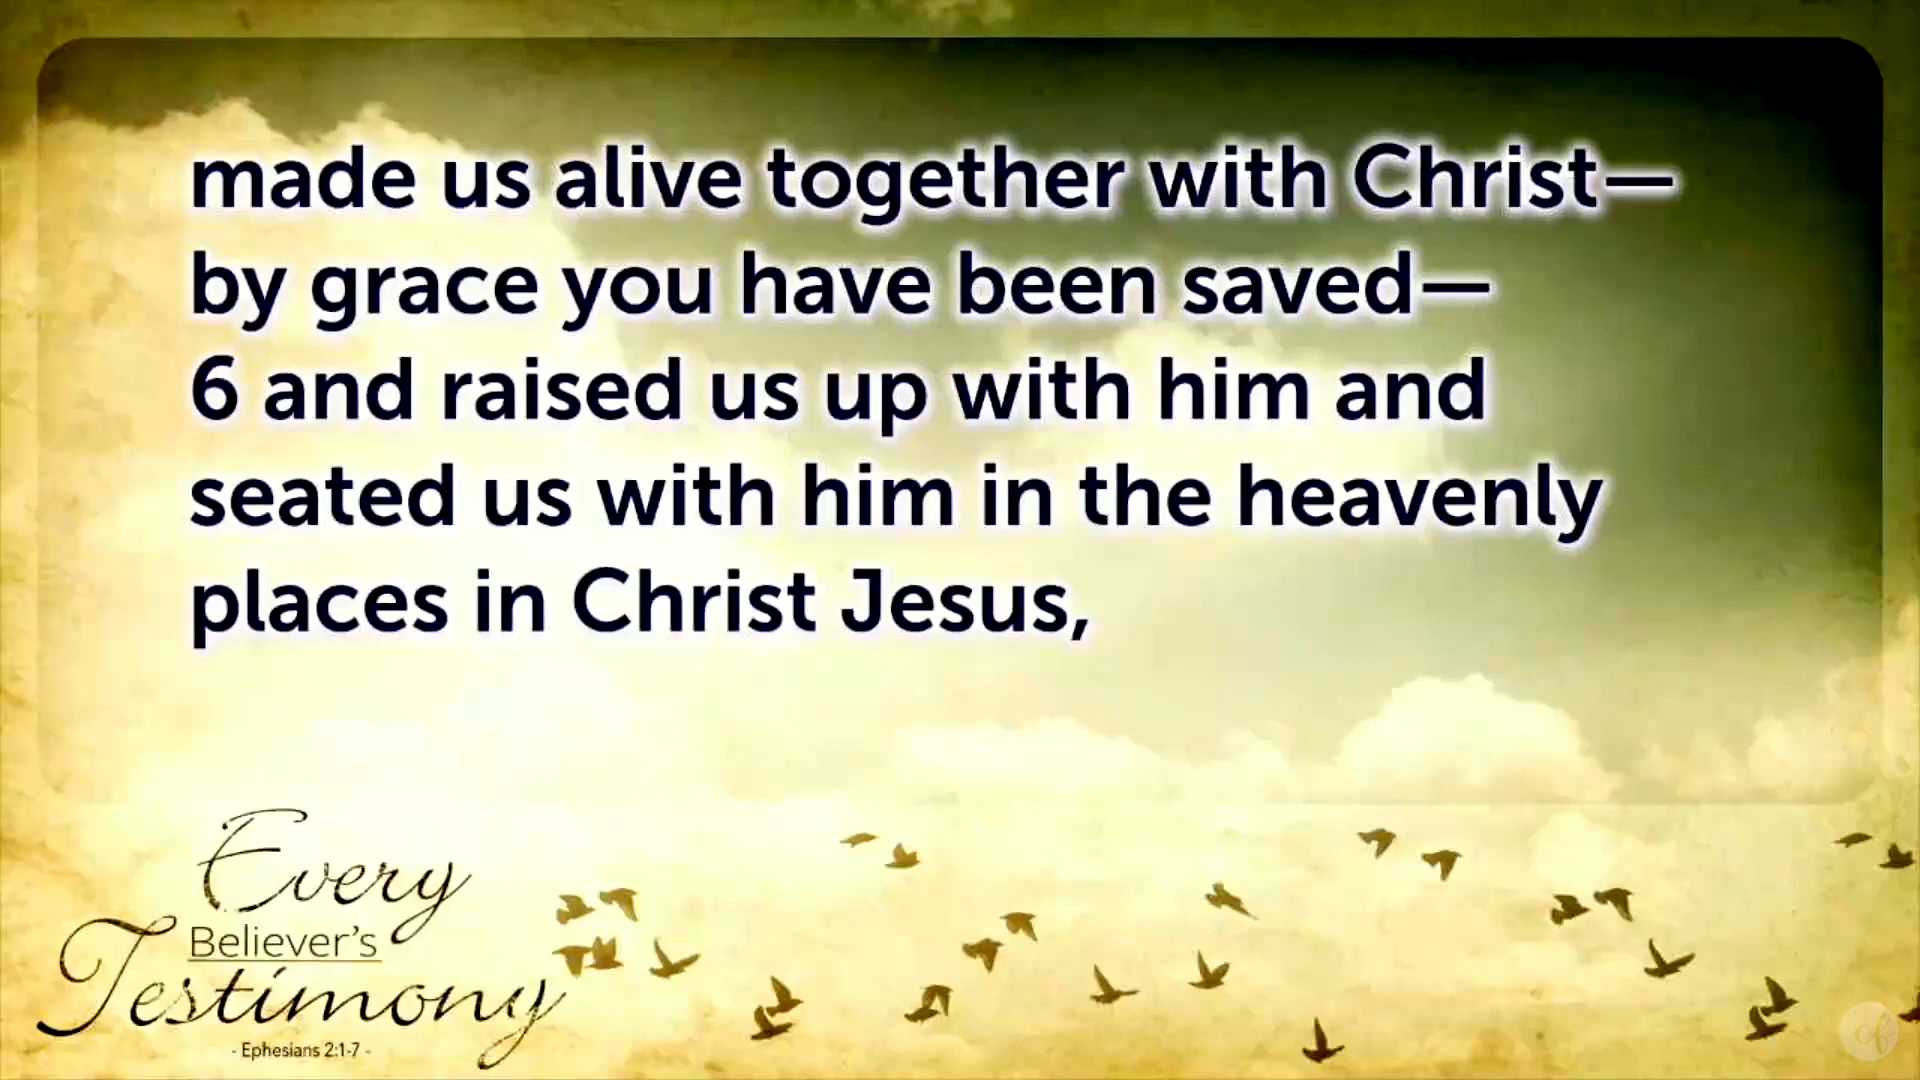 made us alive together with Christ—
by grace you have been saved—
6 and raised us up with him and
seated us with him in the heavenly
places in Christ Jesus,
Every
Believer's
Testimony
- Ephesians 2:1-7 -
cf